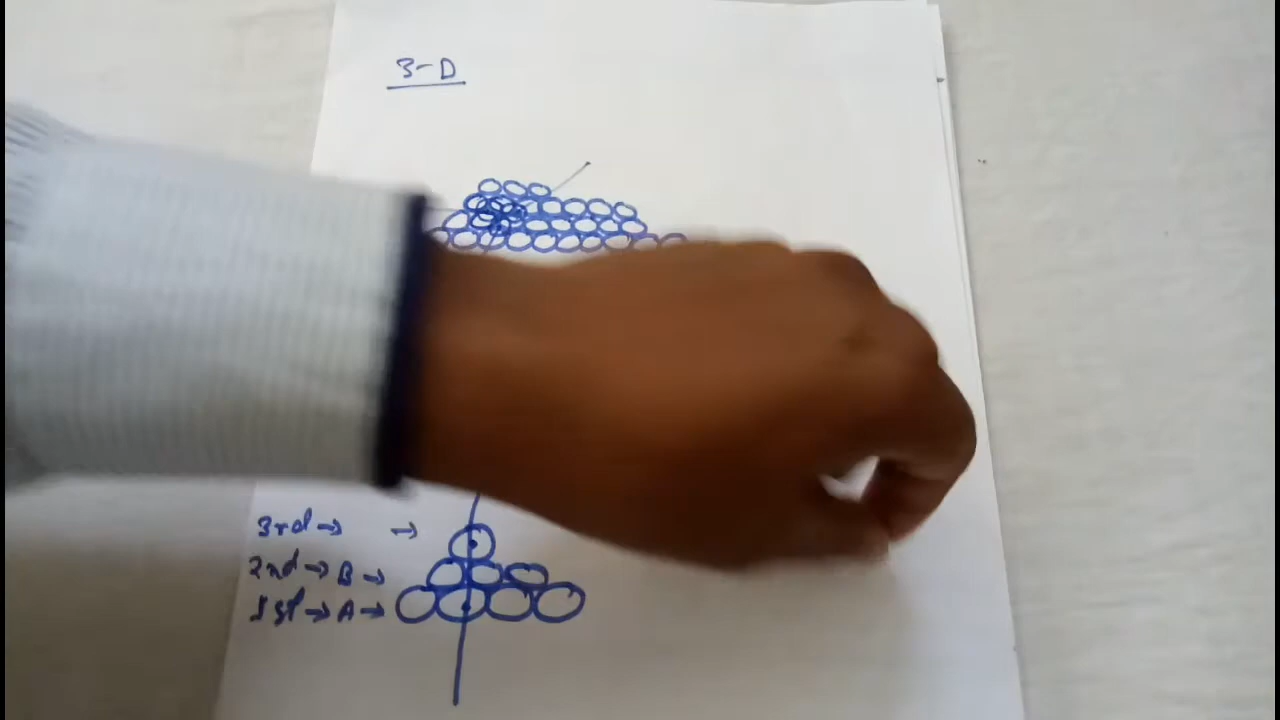 3-D
3rd → →
2nd → B →
1st → A →